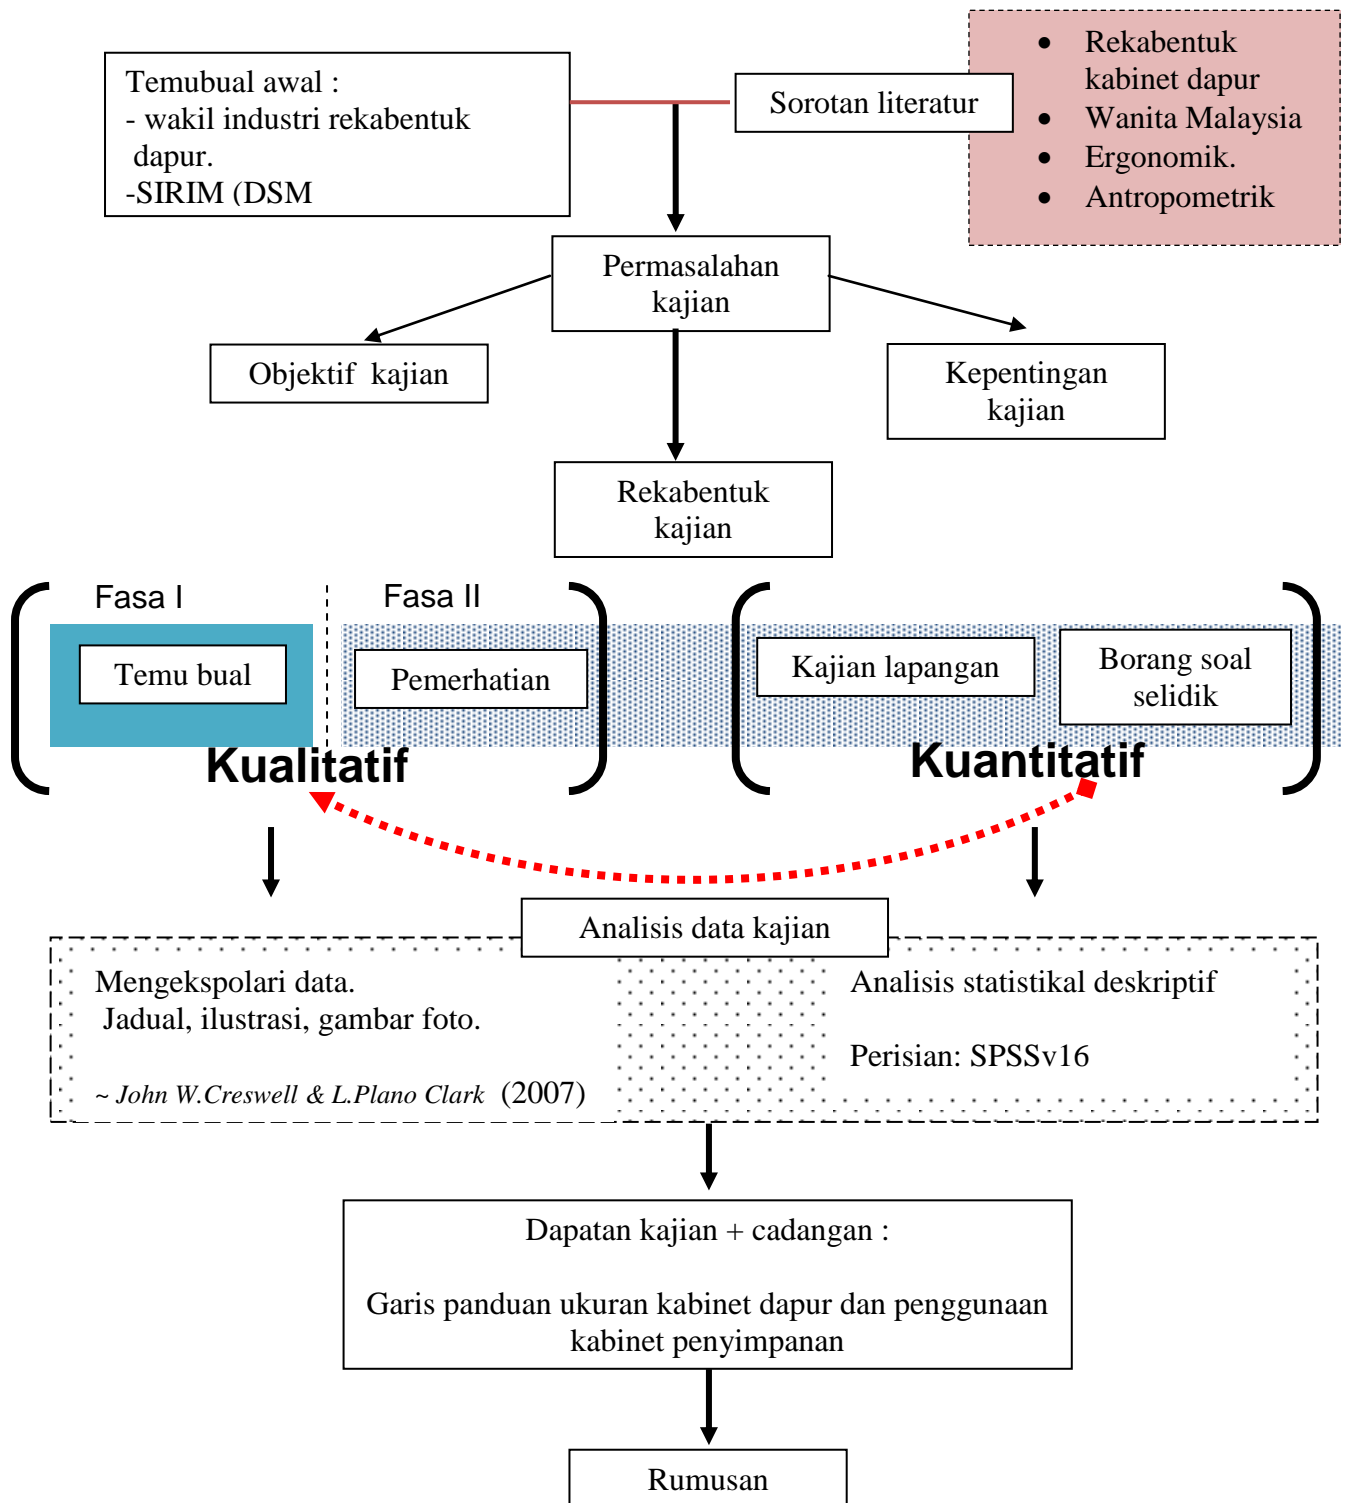 Temubual awal :
- wakil industri rekabentuk
dapur.
-SIRIM (DSM
Sorotan literatur
• Rekabentuk
kabinet dapur
• Wanita Malaysia
• Ergonomik.
• Antropometrik
Permasalahan
kajian
Objektif kajian
Kepentingan
kajian
Rekabentuk
kajian
Fasa I
Fasa II
Temu bual
Pemerhatian
Kajian lapangan
Borang soal
selidik
Kualitatif
Kuantitatif
Analisis data kajian
Mengekspolari data.
Jadual, ilustrasi, gambar foto.
~ John W.Creswell & L.Plano Clark (2007)
Analisis statistikal deskriptif
Perisian: SPSSv16
Dapatan kajian + cadangan :
Garis panduan ukuran kabinet dapur dan penggunaan
kabinet penyimpanan
Rumusan